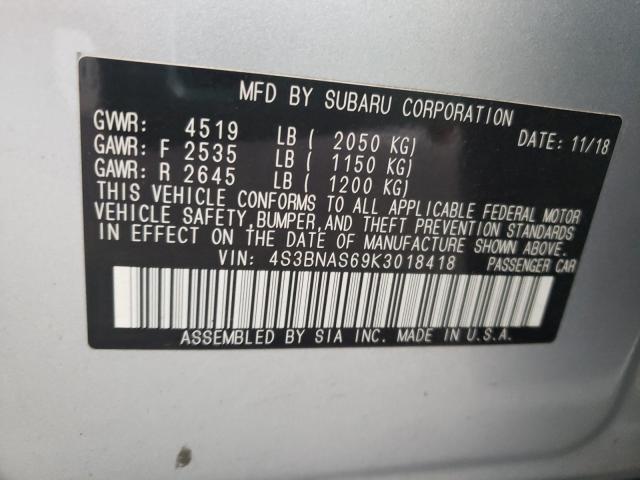 MFD BY SUBARU CORPORATION
GVWR: 4519 LB ( 2050 KG) DATE: 11/18
GAWR: F 2535 LB ( 1150 KG)
GAWR: R 2645 LB ( 1200 KG)
THIS VEHICLE CONFORMS TO ALL APPLICABLE FEDERAL MOTOR
VEHICLE SAFETY, BUMPER, AND THEFT PREVENTION STANDARDS
IN EFFECT ON THE DATE OF MANUFACTURE SHOWN ABOVE.
VIN: 4S3BNAS69K3018418 PASSENGER CAR
ASSEMBLED BY SIA INC. MADE IN U.S.A.